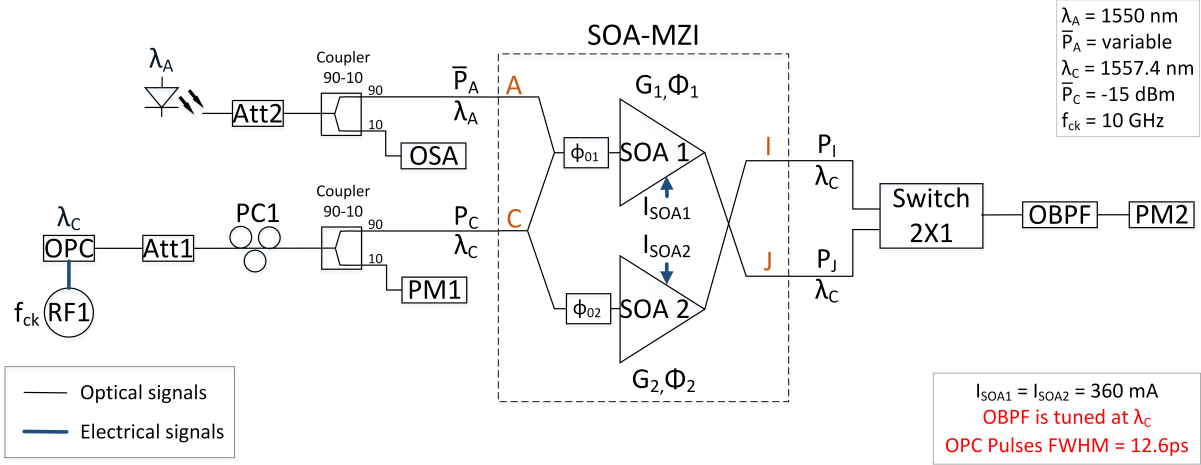 SOA-MZI
λA = 1550 nm
P̅A = variable
λC = 1557.4 nm
P̅C = -15 dBm
fck = 10 GHz
λA
Att2
Coupler
90-10
90
10
OSA
P̅A
λA
A
G1,Φ1
ϕ01
SOA 1
ISOA1
λC
OPC
fck
RF1
Att1
PC1
Coupler
90-10
90
10
PM1
PC
λC
C
ISOA2
ϕ02
SOA 2
G2,Φ2
I
PI
λC
J
PJ
λC
Switch
2X1
OBPF
PM2
Optical signals
Electrical signals
ISOA1 = ISOA2 = 360 mA
OBPF is tuned at λC
OPC Pulses FWHM = 12.6ps